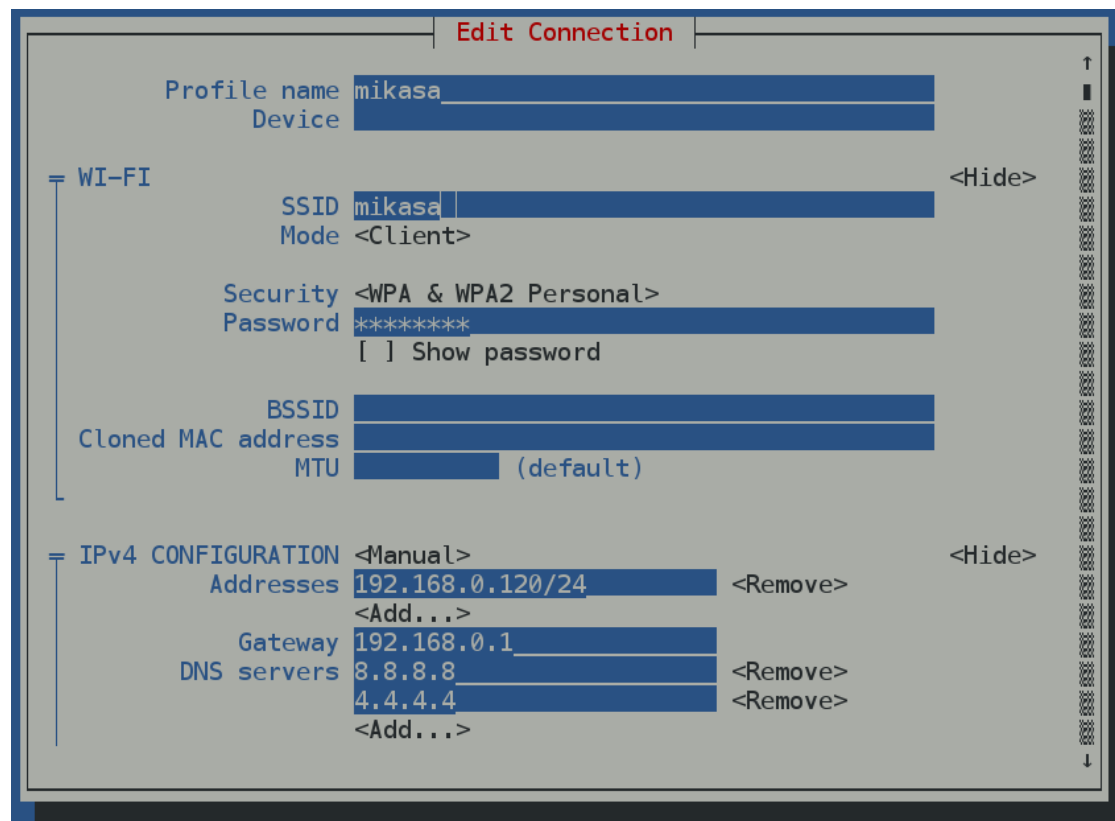 Edit Connection
Profile name mikasa
Device
WI-FI <Hide>
SSID mikasa
Mode <Client>
Security <WPA & WPA2 Personal>
Password ********
[ ] Show password
BSSID
Cloned MAC address
MTU (default)
IPv4 CONFIGURATION <Manual> <Hide>
Addresses 192.168.0.120/24 <Remove>
<Add...>
Gateway 192.168.0.1
DNS servers 8.8.8.8 <Remove>
4.4.4.4 <Remove>
<Add...>